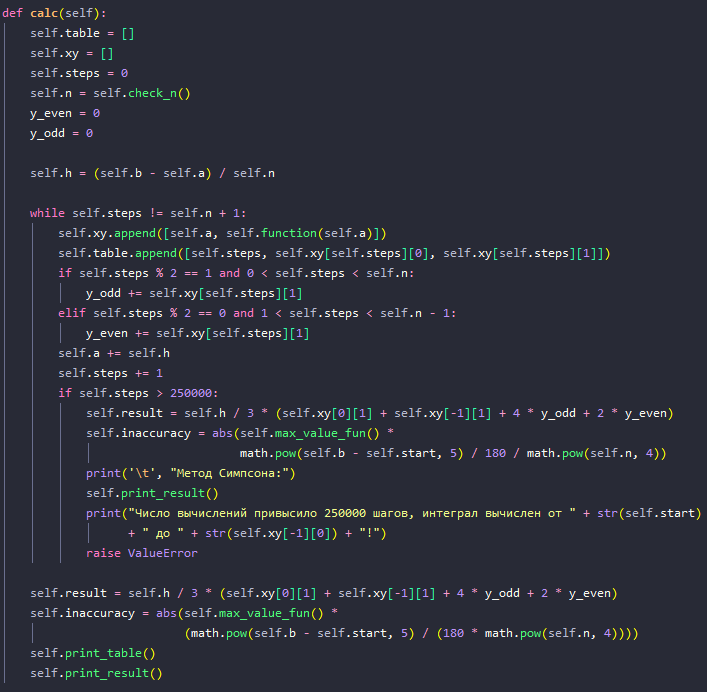 def calc(self):
    self.table = []
    self.xy = []
    self.steps = 0
    self.n = self.check_n()
    y_even = 0
    y_odd = 0

    self.h = (self.b - self.a) / self.n

    while self.steps != self.n + 1:
        self.xy.append([self.a, self.function(self.a)])
        self.table.append([self.steps, self.xy[self.steps][0], self.xy[self.steps][1]])
        if self.steps % 2 == 1 and 0 < self.steps < self.n:
            y_odd += self.xy[self.steps][1]
        elif self.steps % 2 == 0 and 1 < self.steps < self.n - 1:
            y_even += self.xy[self.steps][1]
        self.a += self.h
        self.steps += 1
        if self.steps > 250000:
            self.result = self.h / 3 * (self.xy[0][1] + self.xy[-1][1] + 4 * y_odd + 2 * y_even)
            self.inaccuracy = abs(self.max_value_fun() *
                                  math.pow(self.b - self.start, 5) / 180 / math.pow(self.n, 4))
            print('\t', "Метод Симпсона:")
            self.print_result()
            print("Число вычислений привысило 250000 шагов, интеграл вычислен от " + str(self.start)
                  + " до " + str(self.xy[-1][0]) + "!")
            raise ValueError

    self.result = self.h / 3 * (self.xy[0][1] + self.xy[-1][1] + 4 * y_odd + 2 * y_even)
    self.inaccuracy = abs(self.max_value_fun() *
                          (math.pow(self.b - self.start, 5) / (180 * math.pow(self.n, 4))))
    self.print_table()
    self.print_result()